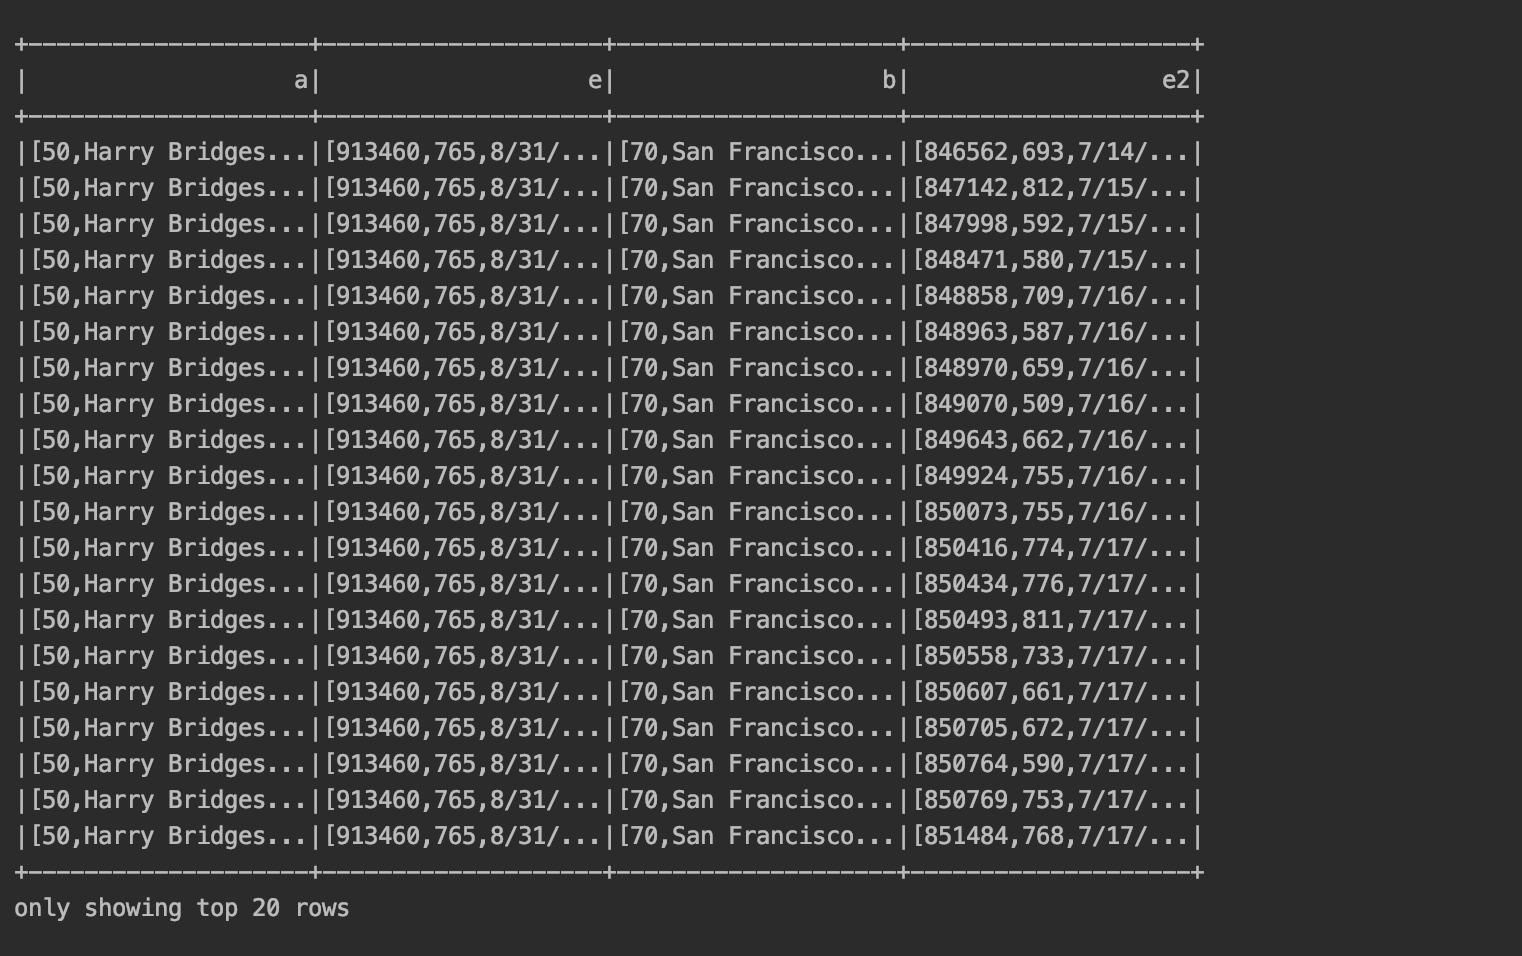 +--------------------+--------------------+--------------------+--------------------+
|                   a|                   e|                   b|                  e2|
+--------------------+--------------------+--------------------+--------------------+
|[50,Harry Bridges...|[913460,765,8/31/...|[70,San Francisco...|[846562,693,7/14/...|
|[50,Harry Bridges...|[913460,765,8/31/...|[70,San Francisco...|[847142,812,7/15/...|
|[50,Harry Bridges...|[913460,765,8/31/...|[70,San Francisco...|[847998,592,7/15/...|
|[50,Harry Bridges...|[913460,765,8/31/...|[70,San Francisco...|[848471,580,7/15/...|
|[50,Harry Bridges...|[913460,765,8/31/...|[70,San Francisco...|[848858,709,7/16/...|
|[50,Harry Bridges...|[913460,765,8/31/...|[70,San Francisco...|[848963,587,7/16/...|
|[50,Harry Bridges...|[913460,765,8/31/...|[70,San Francisco...|[848970,659,7/16/...|
|[50,Harry Bridges...|[913460,765,8/31/...|[70,San Francisco...|[849070,509,7/16/...|
|[50,Harry Bridges...|[913460,765,8/31/...|[70,San Francisco...|[849643,662,7/16/...|
|[50,Harry Bridges...|[913460,765,8/31/...|[70,San Francisco...|[849924,755,7/16/...|
|[50,Harry Bridges...|[913460,765,8/31/...|[70,San Francisco...|[850073,755,7/16/...|
|[50,Harry Bridges...|[913460,765,8/31/...|[70,San Francisco...|[850416,774,7/17/...|
|[50,Harry Bridges...|[913460,765,8/31/...|[70,San Francisco...|[850434,776,7/17/...|
|[50,Harry Bridges...|[913460,765,8/31/...|[70,San Francisco...|[850493,811,7/17/...|
|[50,Harry Bridges...|[913460,765,8/31/...|[70,San Francisco...|[850558,733,7/17/...|
|[50,Harry Bridges...|[913460,765,8/31/...|[70,San Francisco...|[850607,661,7/17/...|
|[50,Harry Bridges...|[913460,765,8/31/...|[70,San Francisco...|[850705,672,7/17/...|
|[50,Harry Bridges...|[913460,765,8/31/...|[70,San Francisco...|[850764,590,7/17/...|
|[50,Harry Bridges...|[913460,765,8/31/...|[70,San Francisco...|[850769,753,7/17/...|
|[50,Harry Bridges...|[913460,765,8/31/...|[70,San Francisco...|[851484,768,7/17/...|
+--------------------+--------------------+--------------------+--------------------+
only showing top 20 rows